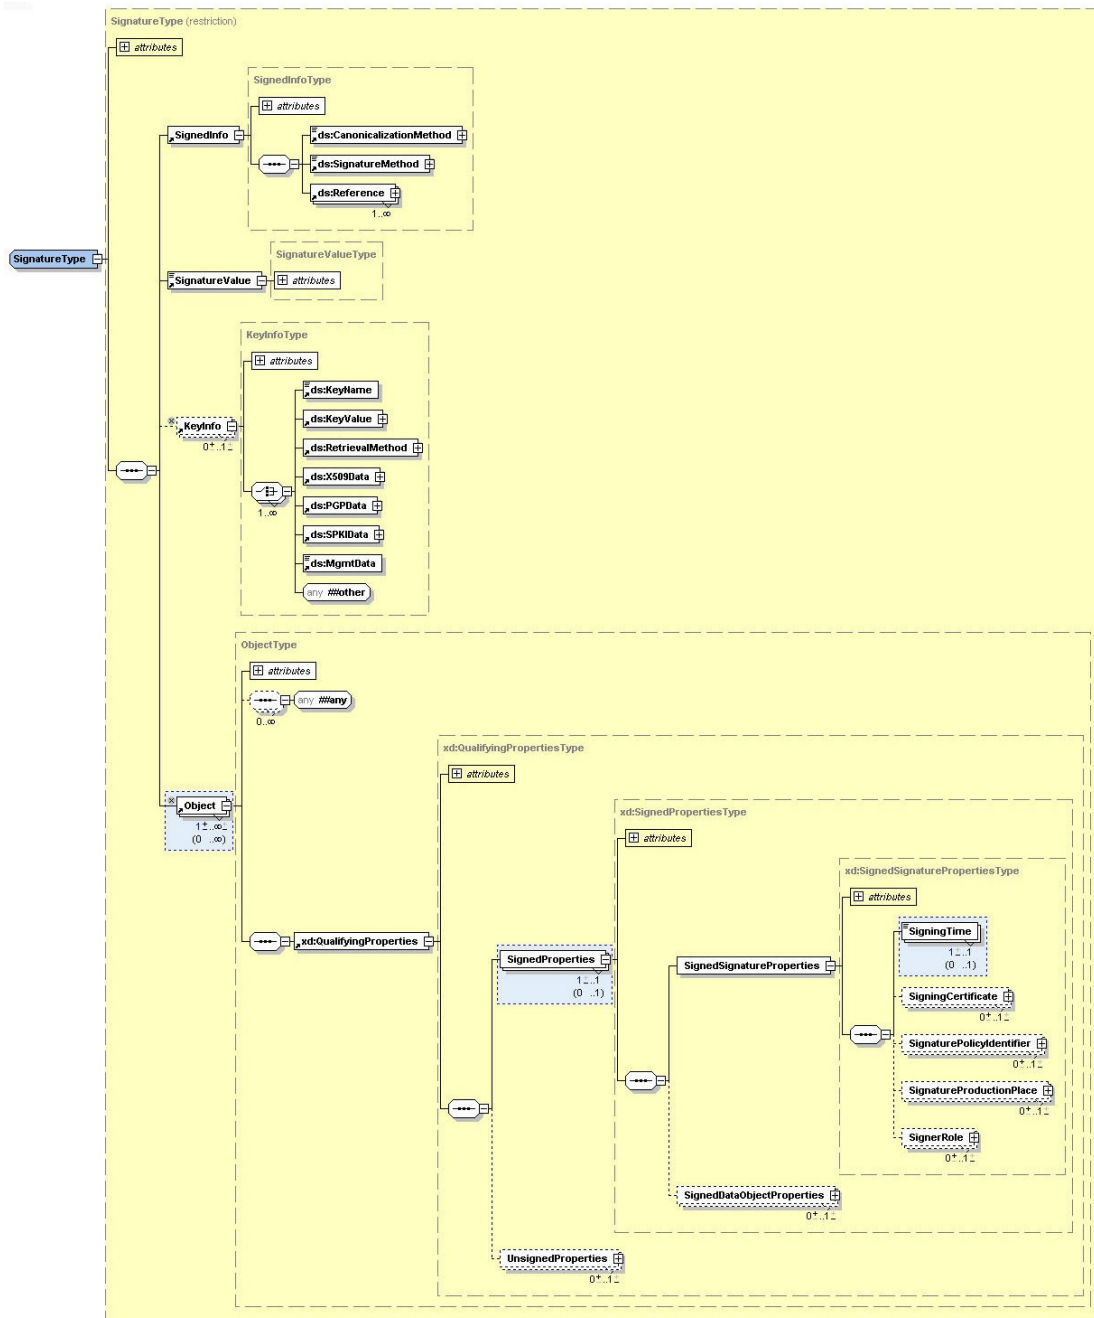 SignatureType (restriction)
attributes
SignedInfoType
attributes
SignedInfo
ds:CanonicalizationMethod
ds:SignatureMethod
ds:Reference
1..∞
SignatureType
SignatureValueType
SignatureValue
attributes
KeyInfoType
attributes
ds:KeyName
ds:KeyValue
KeyInfo
0±..1±
ds:RetrievalMethod
ds:X509Data
1..∞
ds:PGPData
ds:SPKIData
ds:MgmtData
any ##other
ObjectType
attributes
any ##any
0..∞
xd:QualifyingPropertiesType
attributes
Object
1±..∞±
(0 ..∞)
xd:SignedPropertiesType
attributes
xd:SignedSignaturePropertiesType
attributes
xd:QualifyingProperties
SigningTime
1±..1
(0 ..1)
SignedProperties
1±..1
(0 ..1)
SignedSignatureProperties
SigningCertificate
0±..1±
SignaturePolicyIdentifier
0±..1±
SignatureProductionPlace
0±..1±
SignerRole
0±..1±
SignedDataObjectProperties
0±..1±
UnsignedProperties
0±..1±